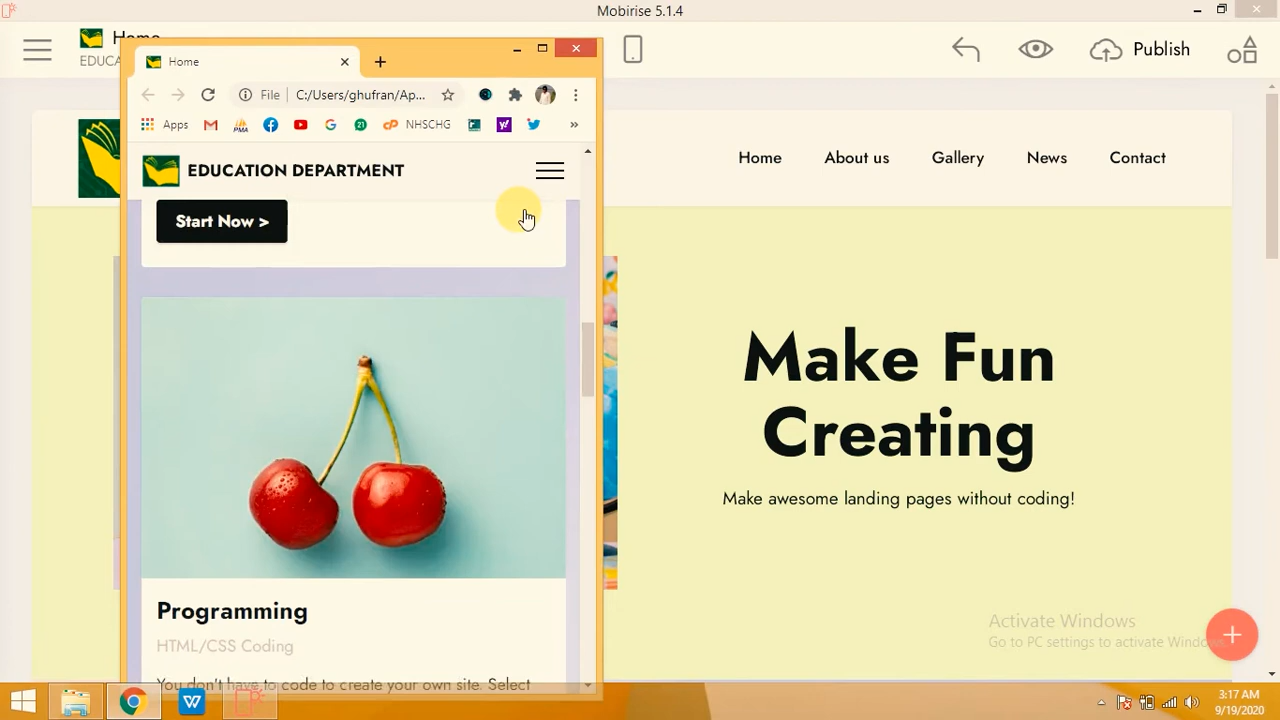 Mobirise 5.1.4
Home
EDUCA
Publish
Home
File
C:/Users/ghufran/Ap...
Apps
NHSCHG
»
EDUCATION DEPARTMENT
Home
About us
Gallery
News
Contact
Start Now >
Make Fun
Creating
Make awesome landing pages without coding!
Programming
HTML/CSS Coding
You don't have to code to create your own site. Select
Activate Windows
Go to PC settings to activate Windows.
3:17 AM
9/19/2020